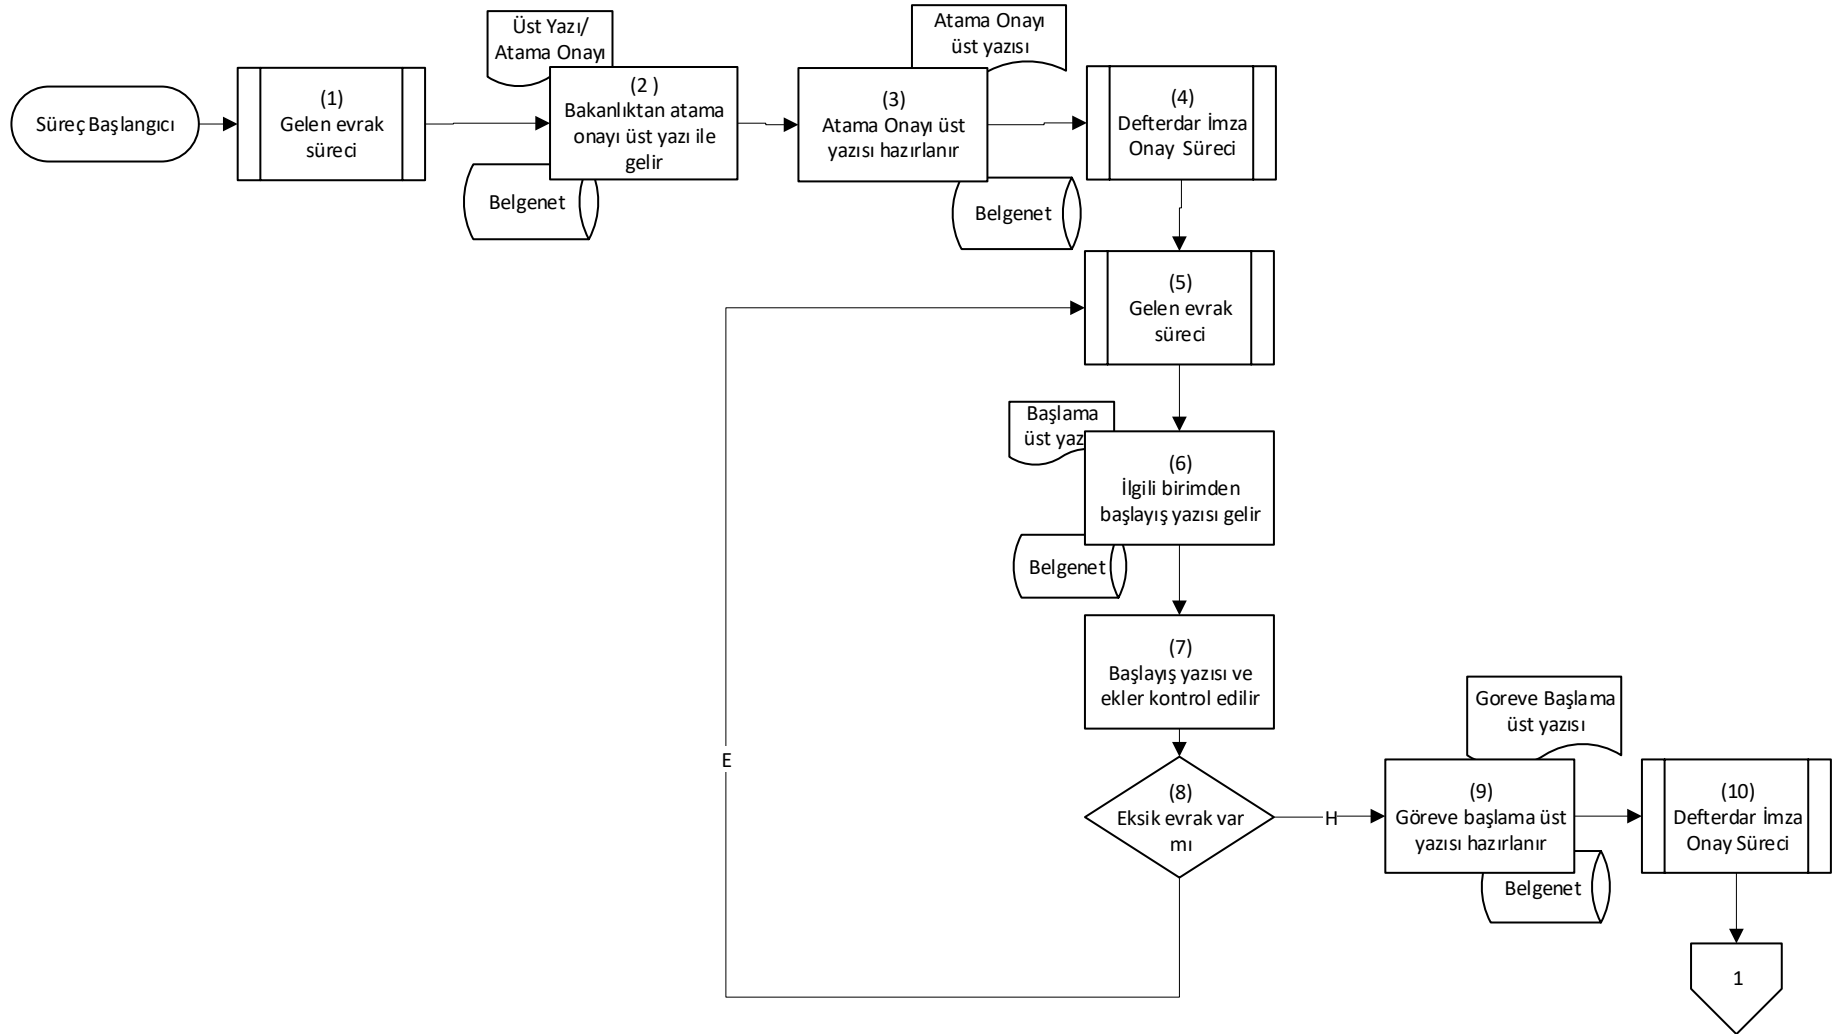 Süreç Başlangıcı
(1)
Gelen evrak
süreci
Üst Yazı/
Atama Onayı
(2 )
Bakanlıktan atama
onayı üst yazı ile
gelir
Belgenet
Atama Onayı
üst yazısı
(3)
Atama Onayı üst
yazısı hazırlanır
Belgenet
(4)
Defterdar İmza
Onay Süreci
(5)
Gelen evrak
süreci
Başlama
üst yaz
(6)
İlgili birimden
başlayış yazısı gelir
Belgenet
(7)
Başlayış yazısı ve
ekler kontrol edilir
(8)
Eksik evrak var
mı
E
H
Goreve Başlama
üst yazısı
(9)
Göreve başlama üst
yazısı hazırlanır
Belgenet
(10)
Defterdar İmza
Onay Süreci
1